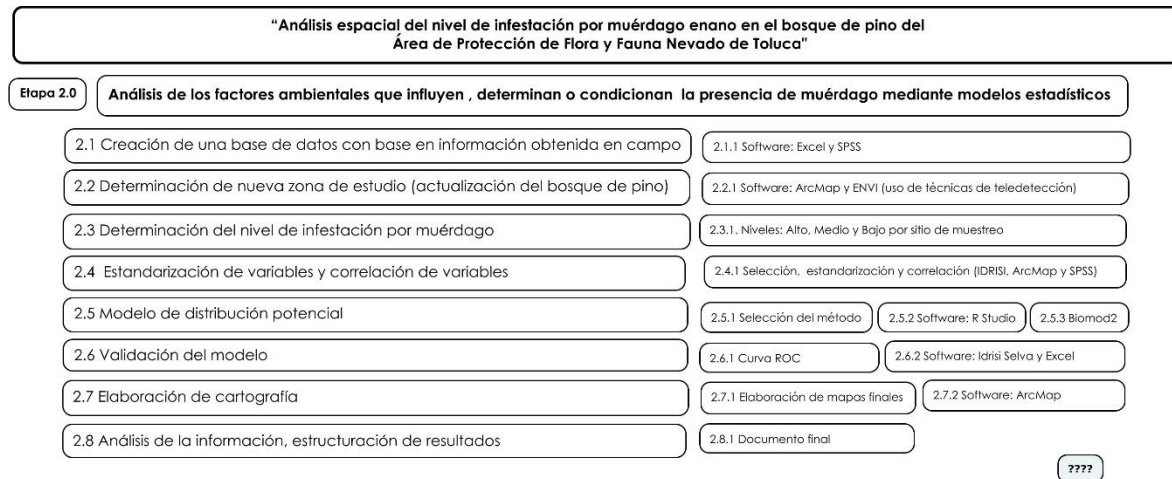 "Análisis espacial del nivel de infestación por muérdago enano en el bosque de pino del
Área de Protección de Flora y Fauna Nevado de Toluca"
Etapa 2.0
Análisis de los factores ambientales que influyen , determinan o condicionan la presencia de muérdago mediante modelos estadísticos
2.1 Creación de una base de datos con base en información obtenida en campo
2.1.1 Software: Excel y SPSS
2.2 Determinación de nueva zona de estudio (actualización del bosque de pino)
2.2.1 Software: ArcMap y ENVI (uso de técnicas de teledetección)
2.3 Determinación del nivel de infestación por muérdago
2.3.1. Niveles: Alto, Medio y Bajo por sitio de muestreo
2.4 Estandarización de variables y correlación de variables
2.4.1 Selección, estandarización y correlación (IDRISI, ArcMap y SPSS)
2.5 Modelo de distribución potencial
2.5.1 Selección del método
2.5.2 Software: R Studio
2.5.3 Biomod2
2.6 Validación del modelo
2.6.1 Curva ROC
2.6.2 Software: Idrisi Selva y Excel
2.7 Elaboración de cartografía
2.7.1 Elaboración de mapas finales
2.7.2 Software: ArcMap
2.8 Análisis de la información, estructuración de resultados
2.8.1 Documento final
????